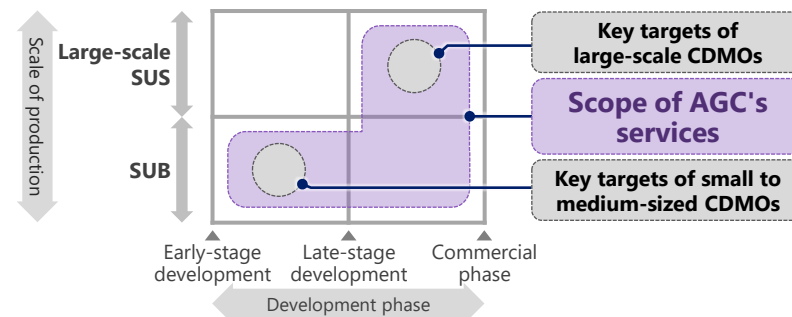 Scale of production
Large-scale
SUS
SUB
Key targets of
large-scale CDMOs
Scope of AGC's
services
Key targets of small to
medium-sized CDMOs
Early-stage
development
Late-stage
development
Commercial
phase
Development phase